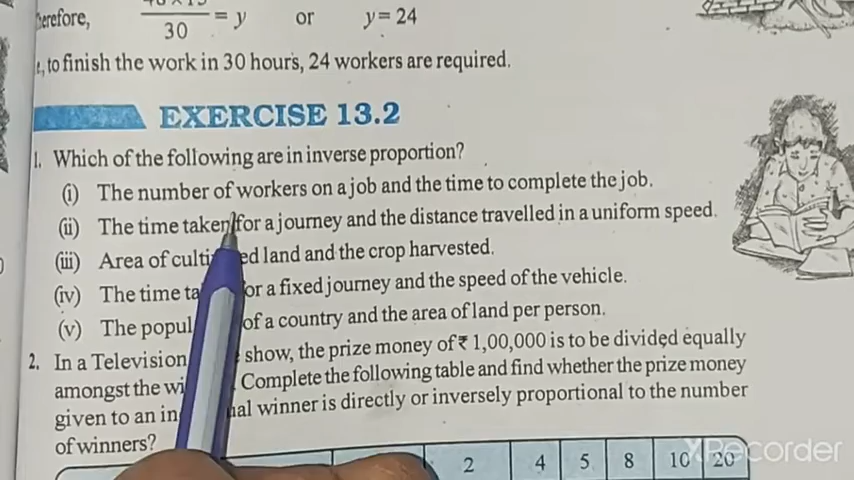 erefore, 30 = y or y = 24
, to finish the work in 30 hours, 24 workers are required.
EXERCISE 13.2
1. Which of the following are in inverse proportion?
(i) The number of workers on a job and the time to complete the job.
(ii) The time taken for a journey and the distance travelled in a uniform speed.
(iii) Area of culti ed land and the crop harvested.
(iv) The time ta or a fixed journey and the speed of the vehicle.
(v) The popul of a country and the area of land per person.
2. In a Television show, the prize money of ₹ 1,00,000 is to be divided equally
amongst the wi Complete the following table and find whether the prize money
given to an in ual winner is directly or inversely proportional to the number
of winners?
2 4 5 8 10 20
XRecorder